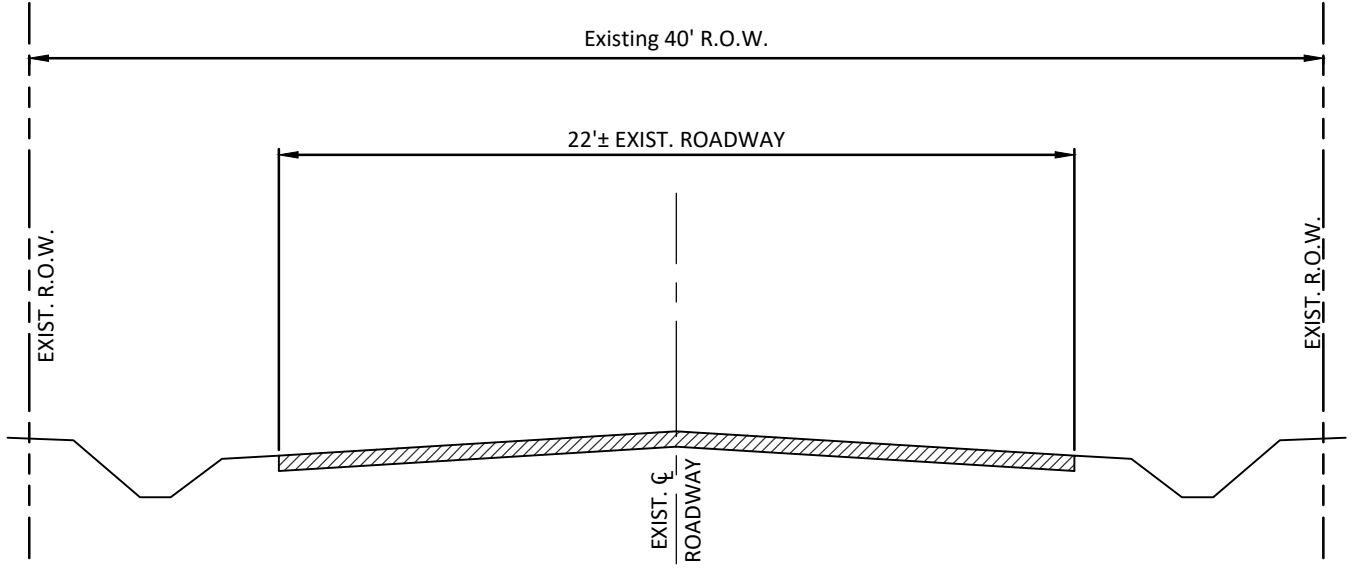 Existing 40' R.O.W.
22'± EXIST. ROADWAY
EXIST. R.O.W.
EXIST. R.O.W.
EXIST. ℄
ROADWAY